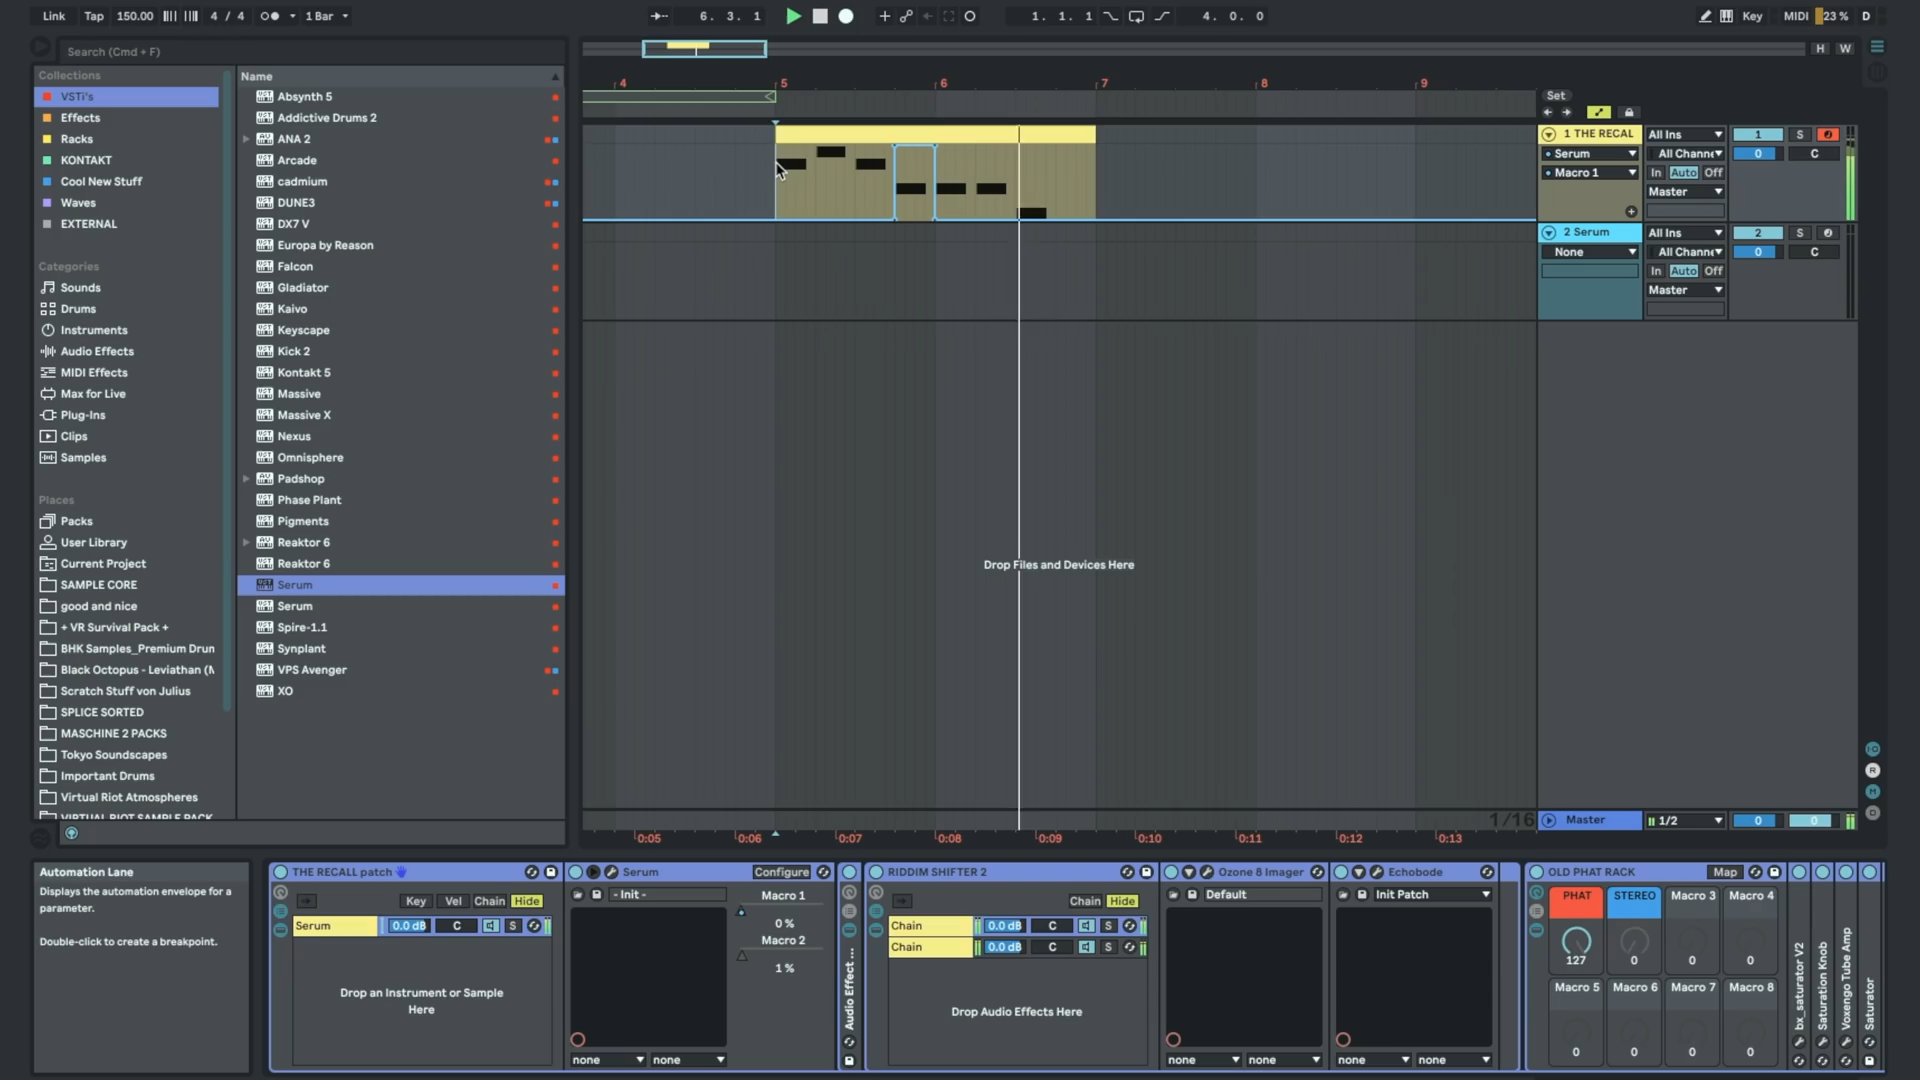 Link Tap 150.00 4 / 4 1 Bar 6. 3. 1 1. 1. 1 4. 0. 0 Key MIDI 23 % D
Search (Cmd + F)
H W
Collections
VSTi's
Effects
Racks
KONTAKT
Cool New Stuff
Waves
EXTERNAL
Categories
Sounds
Drums
Instruments
Audio Effects
MIDI Effects
Max for Live
Plug-Ins
Clips
Samples
Places
Packs
User Library
Current Project
SAMPLE CORE
good and nice
+ VR Survival Pack +
BHK Samples_Premium Drun
Black Octopus - Leviathan (M
Scratch Stuff von Julius
SPLICE SORTED
MASCHINE 2 PACKS
Tokyo Soundscapes
Important Drums
Virtual Riot Atmospheres
VIRTUAL RIOT SAMPLE PACK
Name
Absynth 5
Addictive Drums 2
ANA 2
Arcade
cadmium
DUNE3
DX7 V
Europa by Reason
Falcon
Gladiator
Kaivo
Keyscape
Kick 2
Kontakt 5
Massive
Massive X
Nexus
Omnisphere
Padshop
Phase Plant
Pigments
Reaktor 6
Reaktor 6
Serum
Serum
Spire-1.1
Synplant
VPS Avenger
XO
4 5 6 7 8 9
Set
1 THE RECAL All Ins 1 S
Serum All Channe 0 C
Macro 1 In Auto Off
Master
2 Serum All Ins 2 S
None All Channe 0 C
In Auto Off
Master
Drop Files and Devices Here
1/16 Master 1/2 0 0
0:05 0:06 0:07 0:08 0:09 0:10 0:11 0:12 0:13
IO
R
M
D
Automation Lane
Displays the automation envelope for a
parameter.
Double-click to create a breakpoint.
THE RECALL patch
Key Vel Chain Hide
Serum 0.0 dB C S
Drop an Instrument or Sample
Here
Serum Configure
- Init -
Macro 1
0 %
Macro 2
1 %
none none
Audio Effect ...
RIDDIM SHIFTER 2
Chain Hide
Chain 0.0 dB C S
Chain 0.0 dB C S
Drop Audio Effects Here
Ozone 8 Imager
Default
none none
Echobode
Init Patch
none none
OLD PHAT RACK Map
PHAT STEREO Macro 3 Macro 4
127 0 0 0
Macro 5 Macro 6 Macro 7 Macro 8
0 0 0 0
bx_saturator V2
Saturation Knob
Voxengo Tube Amp
Saturator